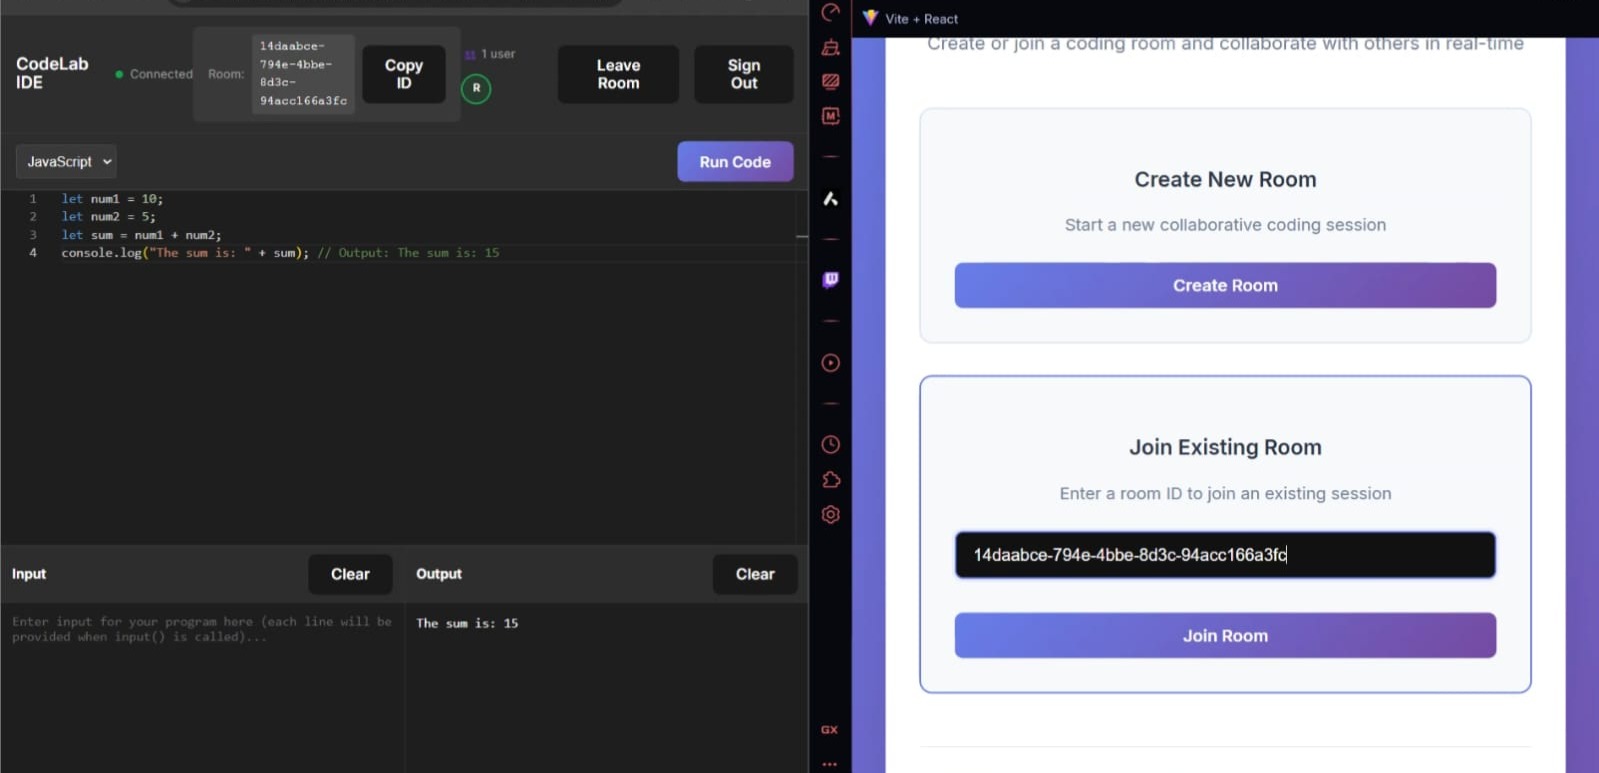 CodeLab
IDE
Connected
Room:
14daabce-
794e-4bbe-
8d3c-
94acc166a3fc
Copy
ID
1 user
R
Leave
Room
Sign
Out
JavaScript
Run Code
1 let num1 = 10;
2 let num2 = 5;
3 let sum = num1 + num2;
4 console.log("The sum is: " + sum); // Output: The sum is: 15
Input
Clear
Output
Clear
Enter input for your program here (each line will be
provided when input() is called)...
The sum is: 15
M
GX
Vite + React
Create or join a coding room and collaborate with others in real-time
Create New Room
Start a new collaborative coding session
Create Room
Join Existing Room
Enter a room ID to join an existing session
14daabce-794e-4bbe-8d3c-94acc166a3fc
Join Room